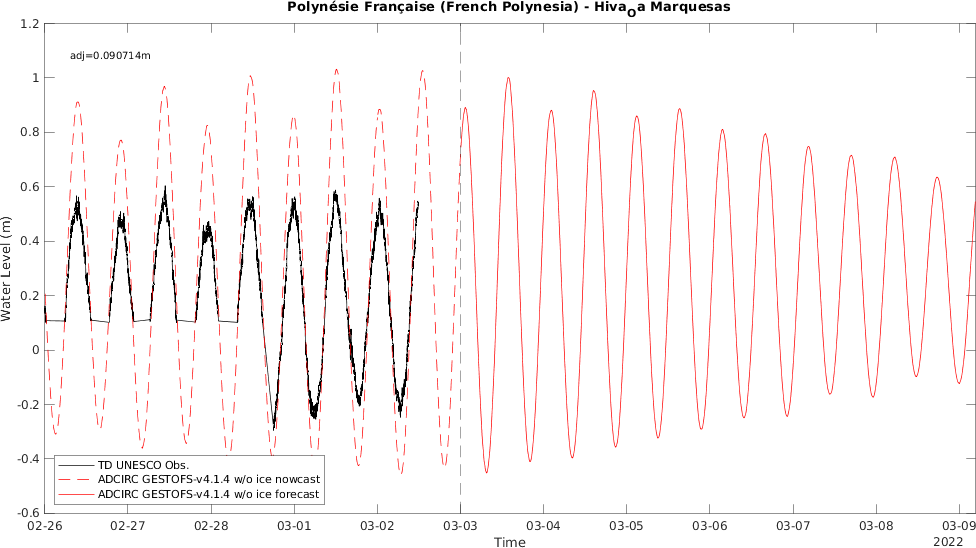 Polynésie Française (French Polynesia) - HivaOa Marquesas
1.2
adj=0.090714m
1
0.8
0.6
0.4
0.2
0
-0.2
-0.4
-0.6
Water Level (m)
TD UNESCO Obs.
ADCIRC GESTOFS-v4.1.4 w/o ice nowcast
ADCIRC GESTOFS-v4.1.4 w/o ice forecast
02-26 02-27 02-28 03-01 03-02 03-03 03-04 03-05 03-06 03-07 03-08 03-09
Time
2022